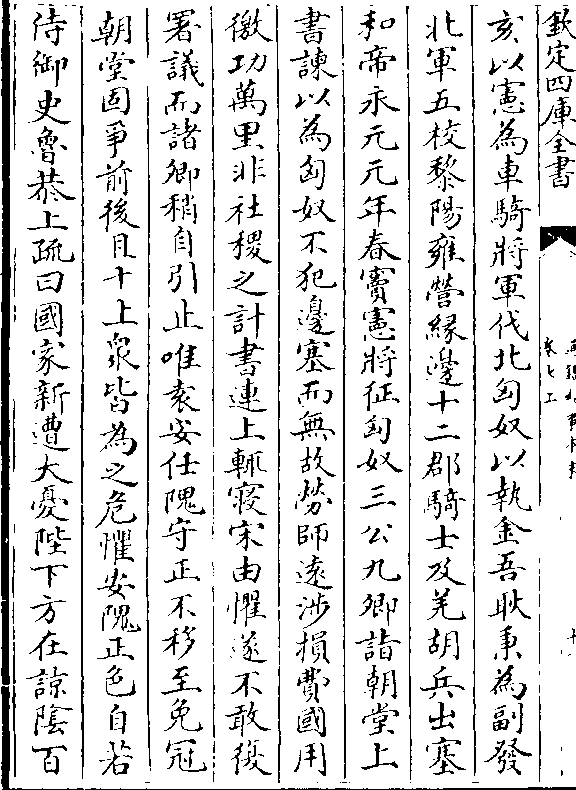 欽定四庫全書
亥以憲為車騎將軍伐北匈奴以執金吾耿秉為副發
北軍五校黎陽雍營緣邊十二郡騎士及羌胡兵出塞
和帝永元元年春竇憲將征匈奴三公九卿詣朝堂上
書諫以為匈奴不犯邊塞而無故勞師遠涉損費國用
徼功萬里非社稷之計書連上輒寢宋由懼遂不敢復
署議而諸卿稍自引止唯袁安任隗守正不移至免冠
朝堂固爭前後且十上衆皆為之危懼安隗正色自若
侍御史魯恭上疏曰國家新遭大憂陛下方在諒陰百